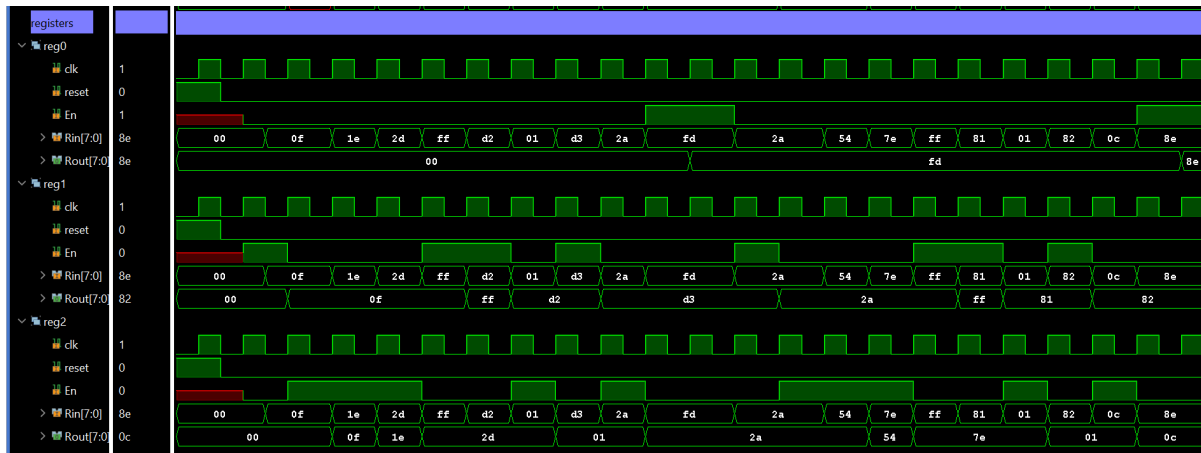 registers
reg0
clk 1
reset 0
En 1
Rin[7:0] 8e 00 0f 1e 2d ff d2 01 d3 2a fd 2a 54 7e ff 81 01 82 0c 8e
Rout[7:0] 8e 00 fd 8e
reg1
clk 1
reset 0
En 0
Rin[7:0] 8e 00 0f 1e 2d ff d2 01 d3 2a fd 2a 54 7e ff 81 01 82 0c 8e
Rout[7:0] 82 00 0f ff d2 d3 2a ff 81 82
reg2
clk 1
reset 0
En 0
Rin[7:0] 8e 00 0f 1e 2d ff d2 01 d3 2a fd 2a 54 7e ff 81 01 82 0c 8e
Rout[7:0] 0c 00 0f 1e 2d 01 2a 54 7e 01 0c